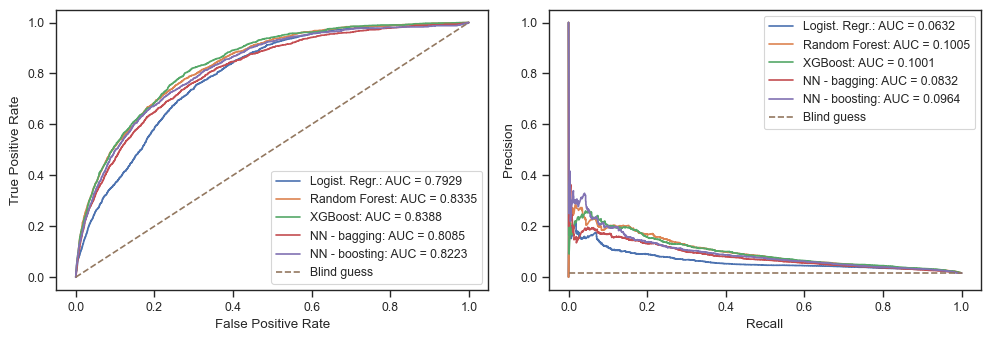 True Positive Rate
1.0
0.8
0.6
0.4
0.2
0.0
0.0
0.2
0.4
0.6
0.8
1.0
False Positive Rate
Logist. Regr.: AUC = 0.7929
Random Forest: AUC = 0.8335
XGBoost: AUC = 0.8388
NN - bagging: AUC = 0.8085
NN - boosting: AUC = 0.8223
Blind guess
Precision
1.0
0.8
0.6
0.4
0.2
0.0
0.0
0.2
0.4
0.6
0.8
1.0
Recall
Logist. Regr.: AUC = 0.0632
Random Forest: AUC = 0.1005
XGBoost: AUC = 0.1001
NN - bagging: AUC = 0.0832
NN - boosting: AUC = 0.0964
Blind guess